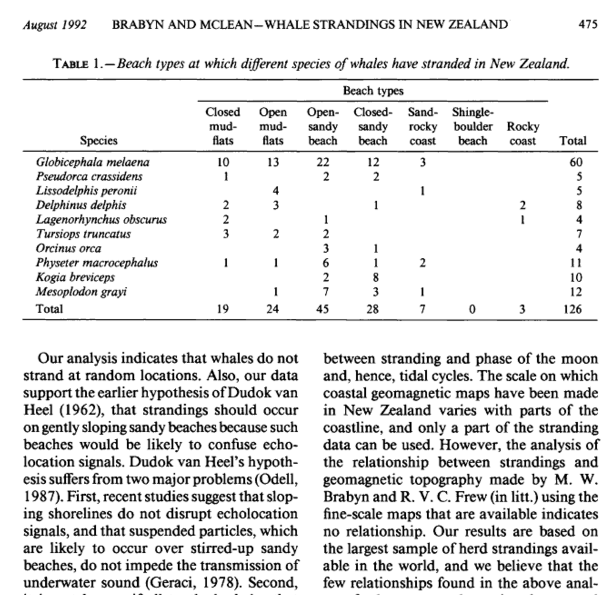 August 1992 BRABYN AND MCLEAN—WHALE STRANDINGS IN NEW ZEALAND 475
TABLE 1.—Beach types at which different species of whales have stranded in New Zealand.
Beach types
Closed Open Open- Closed- Sand- Shingle-
mud- mud- sandy sandy rocky boulder Rocky
Species flats flats beach beach coast beach coast Total
Globicephala melaena 10 13 22 12 3 60
Pseudorca crassidens 1 2 2 5
Lissodelphis peronii 4 1 5
Delphinus delphis 2 3 1 2 8
Lagenorhynchus obscurus 2 1 1 4
Tursiops truncatus 3 2 2 7
Orcinus orca 3 1 4
Physeter macrocephalus 1 1 6 1 2 11
Kogia breviceps 2 8 10
Mesoplodon grayi 1 7 3 1 12
Total 19 24 45 28 7 0 3 126
Our analysis indicates that whales do not
strand at random locations. Also, our data
support the earlier hypothesis of Dudok van
Heel (1962), that strandings should occur
on gently sloping sandy beaches because such
beaches would be likely to confuse echo-
location signals. Dudok van Heel's hypoth-
esis suffers from two major problems (Odell,
1987). First, recent studies suggest that slop-
ing shorelines do not disrupt echolocation
signals, and that suspended particles, which
are likely to occur over stirred-up sandy
beaches, do not impede the transmission of
underwater sound (Geraci, 1978). Second,
between stranding and phase of the moon
and, hence, tidal cycles. The scale on which
coastal geomagnetic maps have been made
in New Zealand varies with parts of the
coastline, and only a part of the stranding
data can be used. However, the analysis of
the relationship between strandings and
geomagnetic topography made by M. W.
Brabyn and R. V. C. Frew (in litt.) using the
fine-scale maps that are available indicates
no relationship. Our results are based on
the largest sample of herd strandings avail-
able in the world, and we believe that the
few relationships found in the above anal-